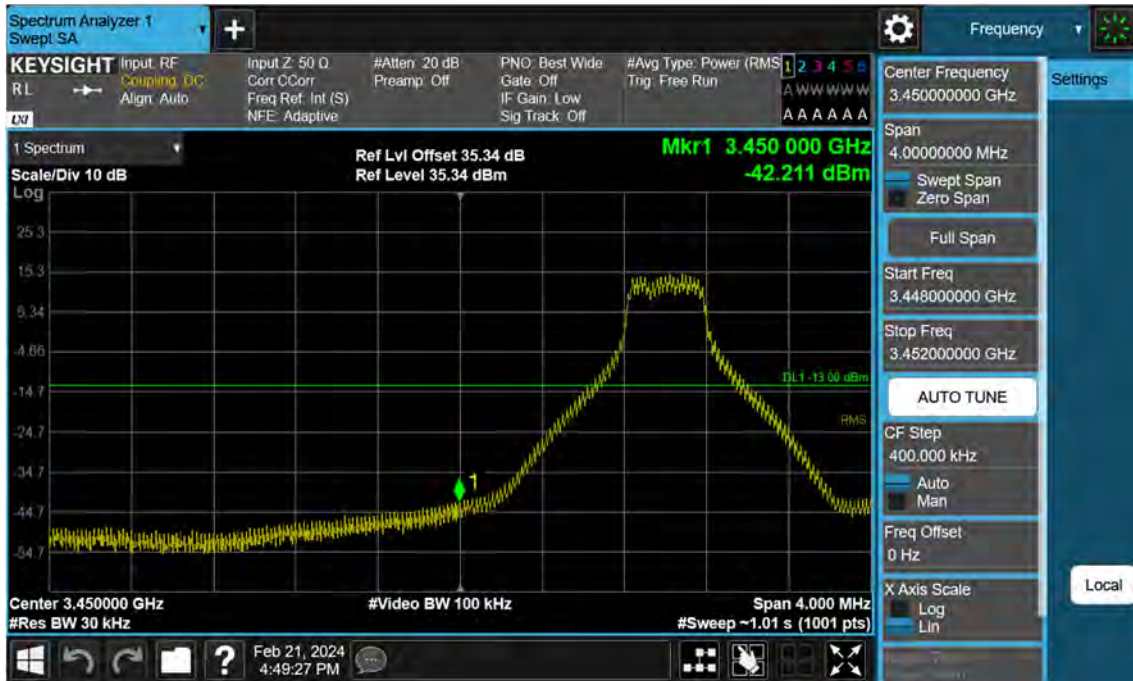 Spectrum Analyzer 1
Swept SA
+
Frequency
KEYSIGHT
RL
LXI
Input: RF
Coupling: DC
Align: Auto
Input Z: 50 Ω
Corr CCorr
Freq Ref: Int (S)
NFE: Adaptive
#Atten: 20 dB
Preamp: Off
PNO: Best Wide
Gate: Off
IF Gain: Low
Sig Track: Off
#Avg Type: Power (RMS
Trig: Free Run
1 2 3 4 5 6
A W W W W W
A A A A A A
1 Spectrum
Scale/Div 10 dB
Ref Lvl Offset 35.34 dB
Ref Level 35.34 dBm
Mkr1 3.450 000 GHz
-42.211 dBm
Log
25.3
15.3
5.34
-4.66
-14.7
-24.7
-34.7
-44.7
-54.7
DL1 -13.00 dBm
RMS
1
Center 3.450000 GHz
#Res BW 30 kHz
#Video BW 100 kHz
Span 4.000 MHz
#Sweep ~1.01 s (1001 pts)
Center Frequency
3.450000000 GHz
Settings
Span
4.00000000 MHz
Swept Span
Zero Span
Full Span
Start Freq
3.448000000 GHz
Stop Freq
3.452000000 GHz
AUTO TUNE
CF Step
400.000 kHz
Auto
Man
Freq Offset
0 Hz
X Axis Scale
Log
Lin
Local
?
Feb 21, 2024
4:49:27 PM